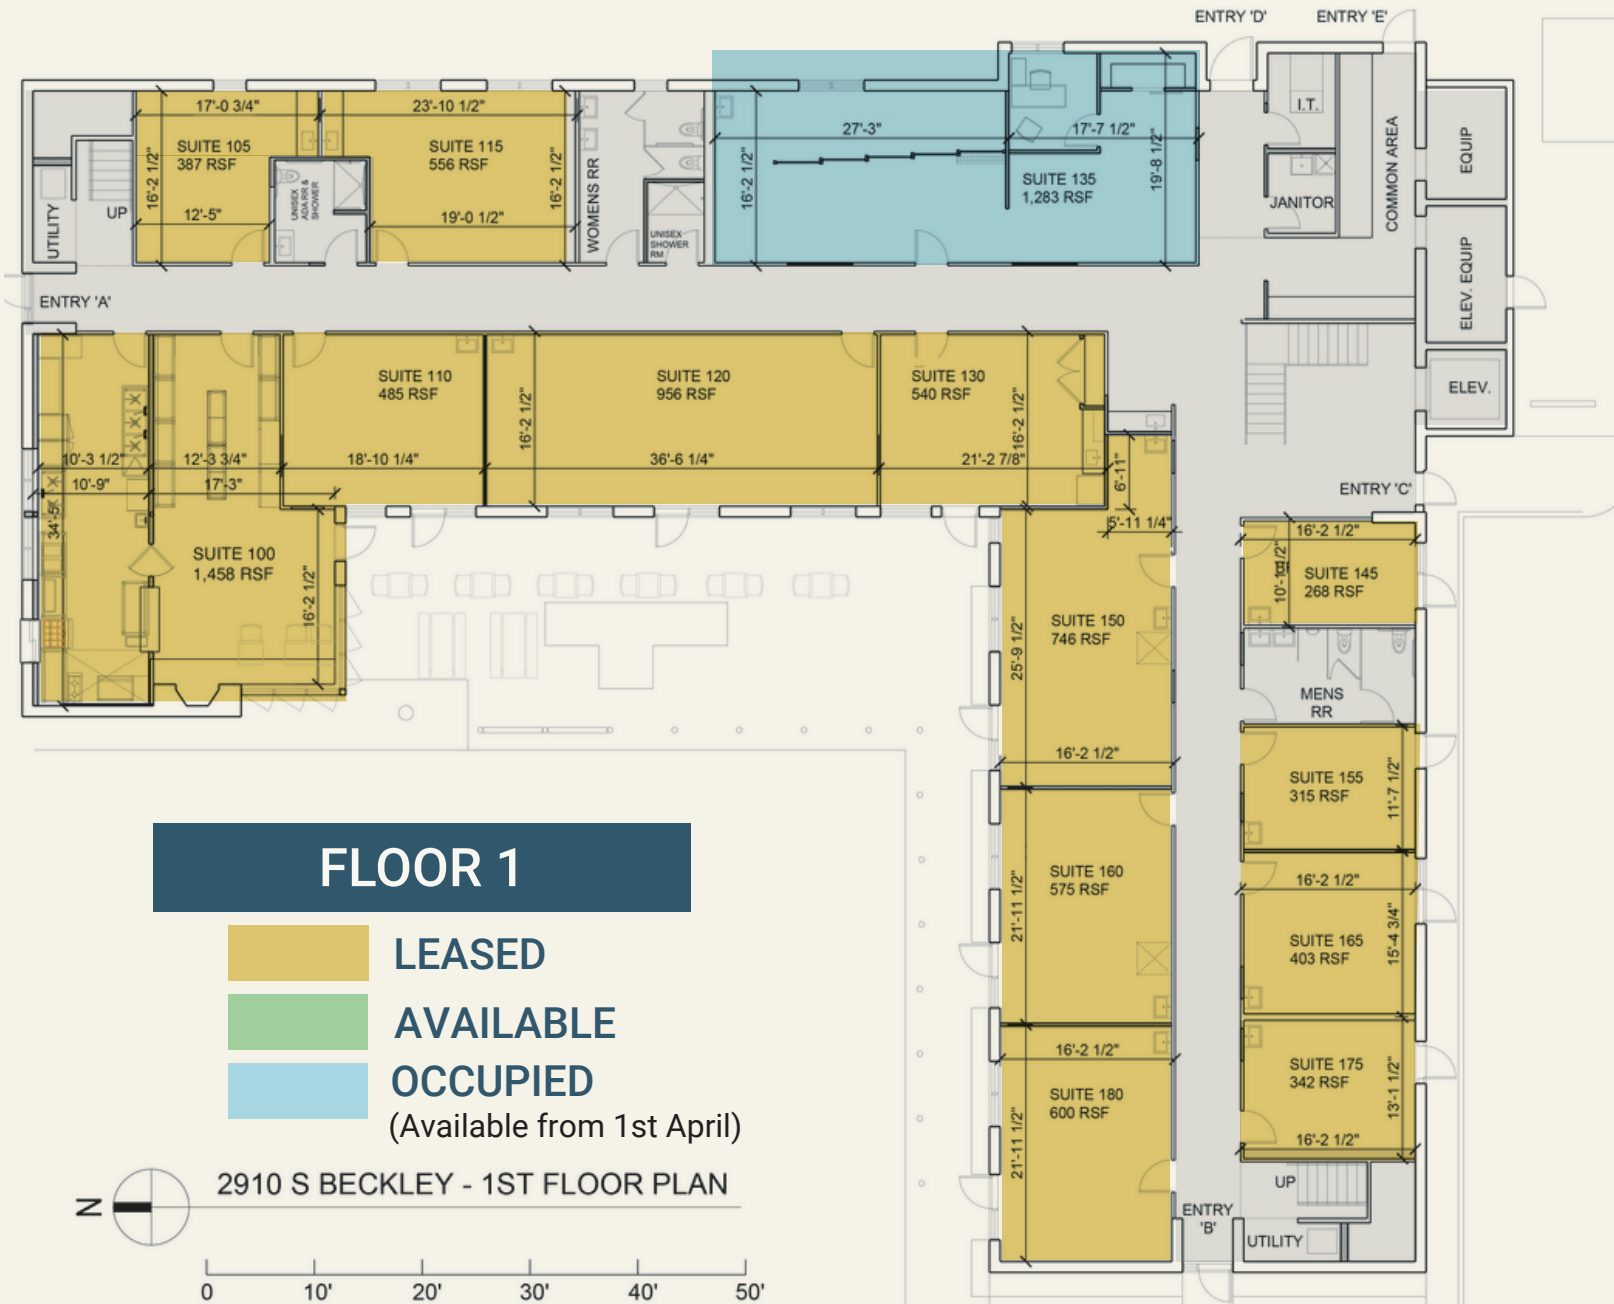 ENTRY 'D'
ENTRY 'E'
17'-0 3/4"
23'-10 1/2"
SUITE 105
387 RSF
16'-2 1/2"
12'-5"
UTILITY
UP
UNISEX
ADA RR &
SHOWER
SUITE 115
556 RSF
16'-2 1/2"
19'-0 1/2"
WOMENS RR
UNISEX
SHOWER
RM
27'-3"
17'-7 1/2"
16'-2 1/2"
19'-8 1/2"
SUITE 135
1,283 RSF
I.T.
JANITOR
COMMON AREA
EQUIP
ELEV. EQUIP
ELEV.
ENTRY 'A'
SUITE 110
485 RSF
SUITE 120
956 RSF
SUITE 130
540 RSF
16'-2 1/2"
16'-2 1/2"
10'-3 1/2"
12'-3 3/4"
18'-10 1/4"
36'-6 1/4"
21'-2 7/8"
10'-9"
17'-3"
34'-5"
6'-11"
5'-11 1/4"
SUITE 100
1,458 RSF
16'-2 1/2"
ENTRY 'C'
16'-2 1/2"
SUITE 145
268 RSF
SUITE 150
746 RSF
25'-9 1/2"
16'-2 1/2"
MENS
RR
SUITE 155
315 RSF
11'-7 1/2"
SUITE 160
575 RSF
21'-11 1/2"
16'-2 1/2"
SUITE 165
403 RSF
15'-4 3/4"
16'-2 1/2"
SUITE 180
600 RSF
21'-11 1/2"
SUITE 175
342 RSF
13'-1 1/2"
16'-2 1/2"
UP
ENTRY
'B'
UTILITY
FLOOR 1
LEASED
AVAILABLE
OCCUPIED
(Available from 1st April)
N
2910 S BECKLEY - 1ST FLOOR PLAN
0
10'
20'
30'
40'
50'